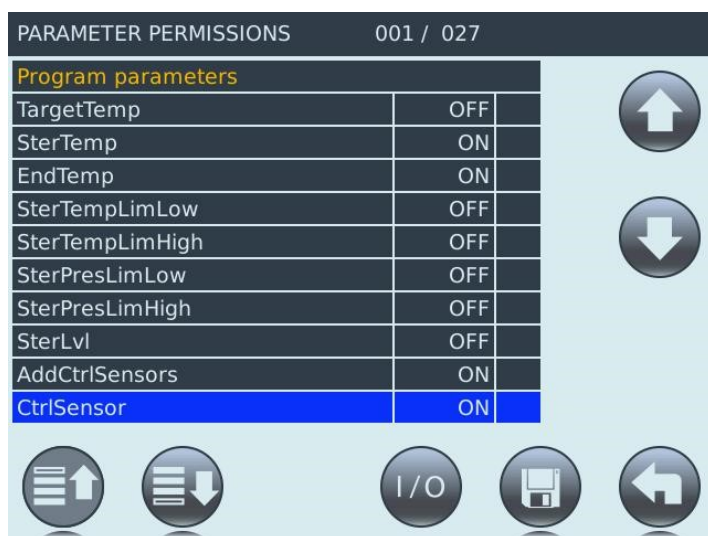 PARAMETER PERMISSIONS 001 / 027
Program parameters
TargetTemp OFF
SterTemp ON
EndTemp ON
SterTempLimLow OFF
SterTempLimHigh OFF
SterPresLimLow OFF
SterPresLimHigh OFF
SterLvl OFF
AddCtrlSensors ON
CtrlSensor ON
I/O